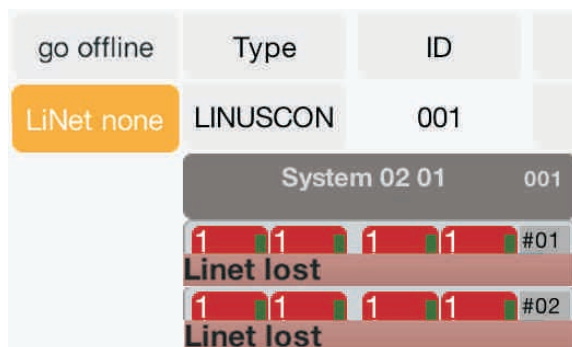 go offline Type ID
LiNet none LINUSCON 001
System 02 01 001
1 1 1 1 #01
Linet lost
1 1 1 1 #02
Linet lost